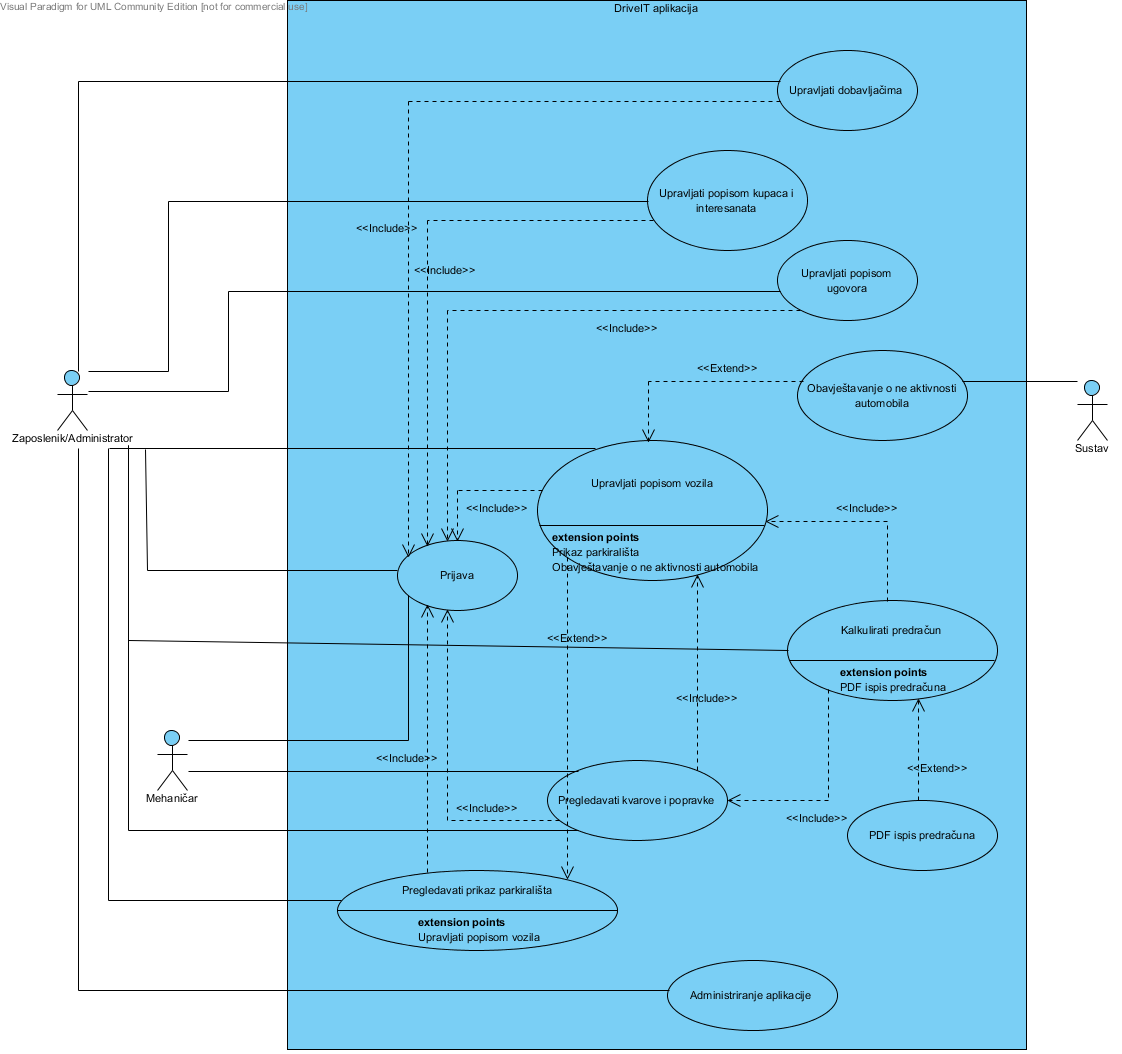 Visual Paradigm for UML Community Edition [not for commercial use]
DriveIT aplikacija
Upravljati dobavljačima
Upravljati popisom kupaca i
interesanata
<<Include>>
<<Include>>
Upravljati popisom
ugovora
<<Include>>
<<Extend>>
Obavještavanje o ne aktivnosti
automobila
Zaposlenik/Administrator
Sustav
Upravljati popisom vozila
<<Include>>
<<Include>>
extension points
Prikaz parkirališta
Obavještavanje o ne aktivnosti automobila
Prijava
<<Extend>>
Kalkulirati predračun
extension points
PDF ispis predračuna
<<Include>>
<<Include>>
<<Extend>>
Mehaničar
Pregledavati kvarove i popravke
<<Include>>
<<Include>>
PDF ispis predračuna
Pregledavati prikaz parkirališta
extension points
Upravljati popisom vozila
Administriranje aplikacije